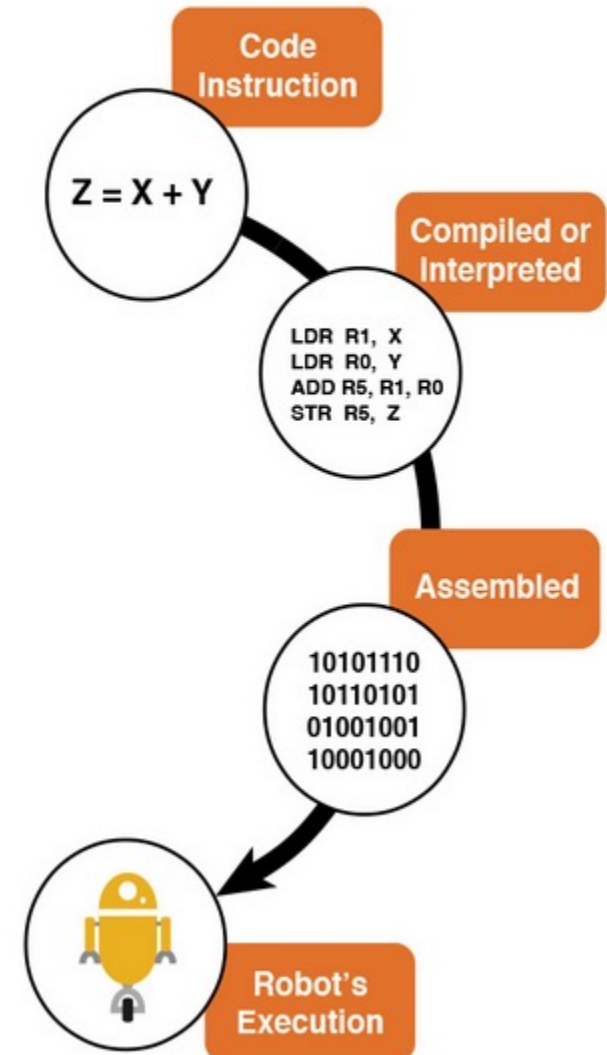 Code
Instruction
Z = X + Y
Compiled or
Interpreted
LDR R1, X
LDR R0, Y
ADD R5, R1, R0
STR R5, Z
Assembled
10101110
10110101
01001001
10001000
Robot's
Execution